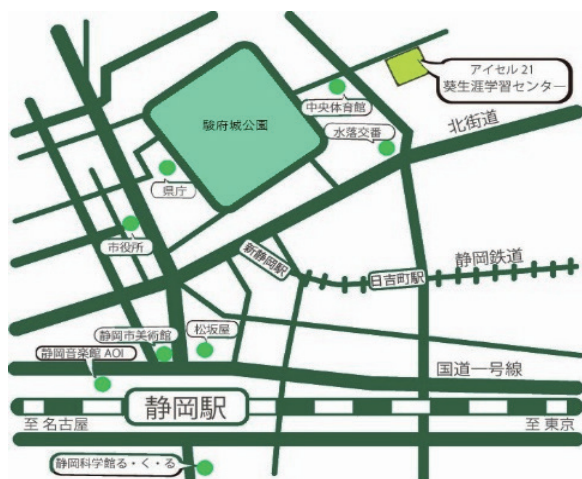 アイセル21
葵生涯学習センター
中央体育館
駿府城公園
水落交番
北街道
県庁
市役所
新静岡駅
日吉町駅
静岡鉄道
静岡市美術館
松坂屋
静岡音楽館 AOI
国道一号線
静岡駅
至 名古屋
至 東京
静岡科学館る・く・る